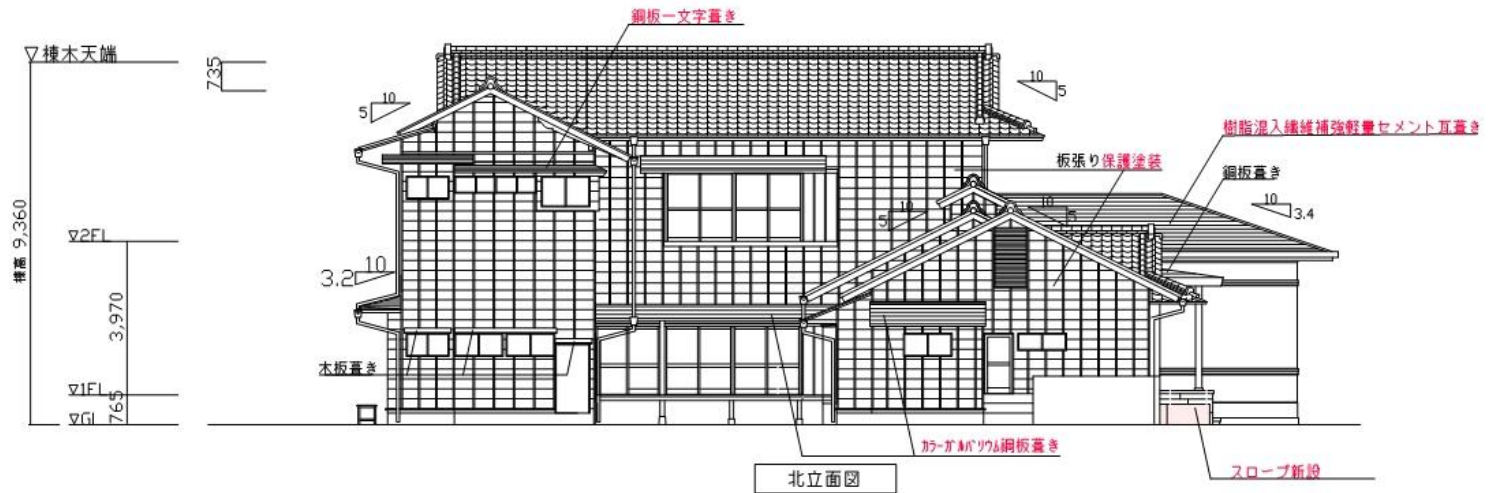 銅板一文字葺き
▽棟木天端
735
10
5
10
5
樹脂混入繊維補強軽量セメント瓦葺き
板張り保護塗装
銅板葺き
10
3.4
10
5
10
5
棟高 9,360
▽2FL
10
3.2
3,970
木板葺き
▽1FL
765
▽GL
カラーガルバリウム鋼板葺き
スロープ新設
北立面図